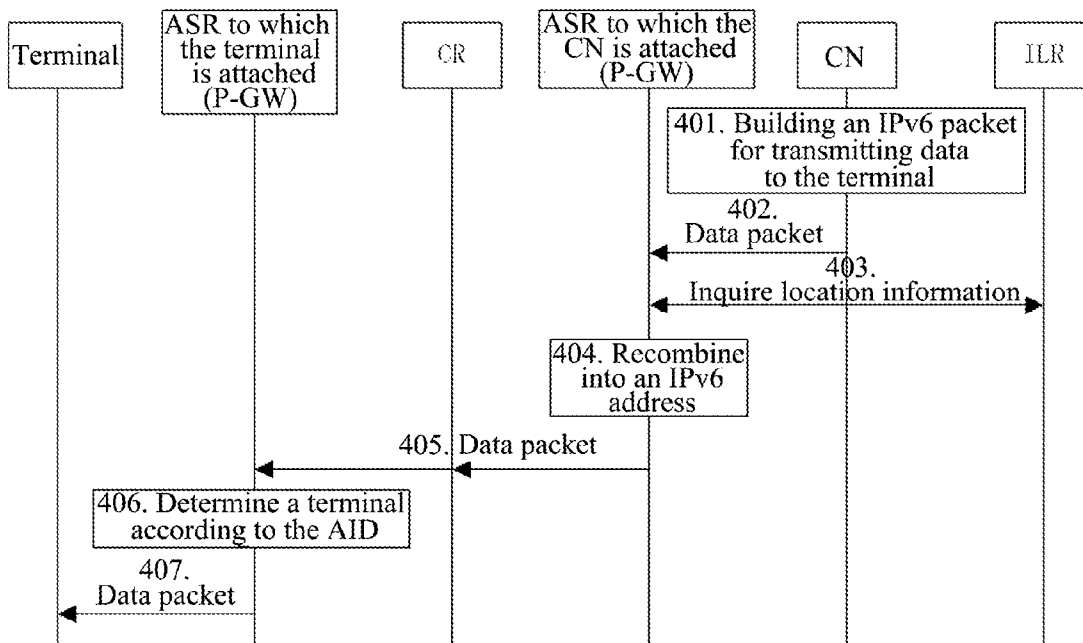 Terminal
ASR to which
the terminal
is attached
(P-GW)
CR
ASR to which the
CN is attached
(P-GW)
CN
ILR
401. Building an IPv6 packet
for transmitting data
to the terminal
402.
Data packet
403.
Inquire location information
404. Recombine
into an IPv6
address
405. Data packet
406. Determine a terminal
according to the AID
407.
Data packet